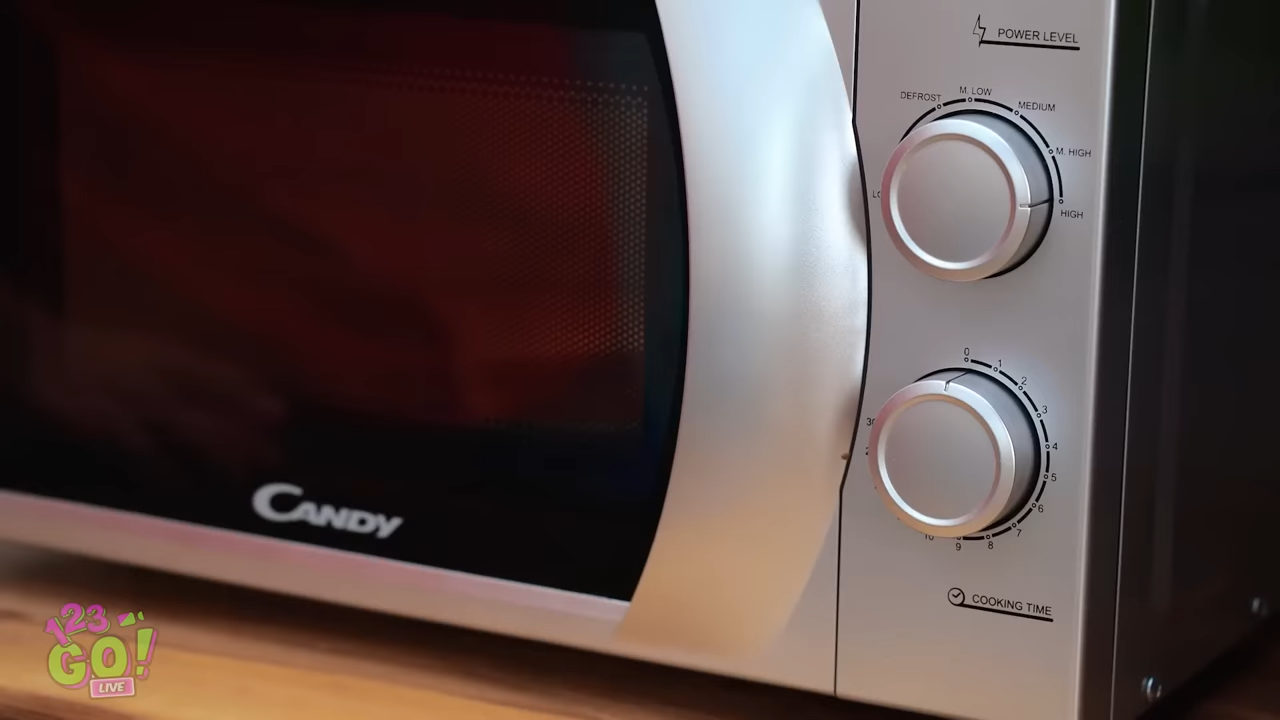 POWER LEVEL
DEFROST
M. LOW
MEDIUM
M. HIGH
HIGH
0
1
2
3
4
5
6
7
8
9
10
COOKING TIME
CANDY
123
GO!
LIVE